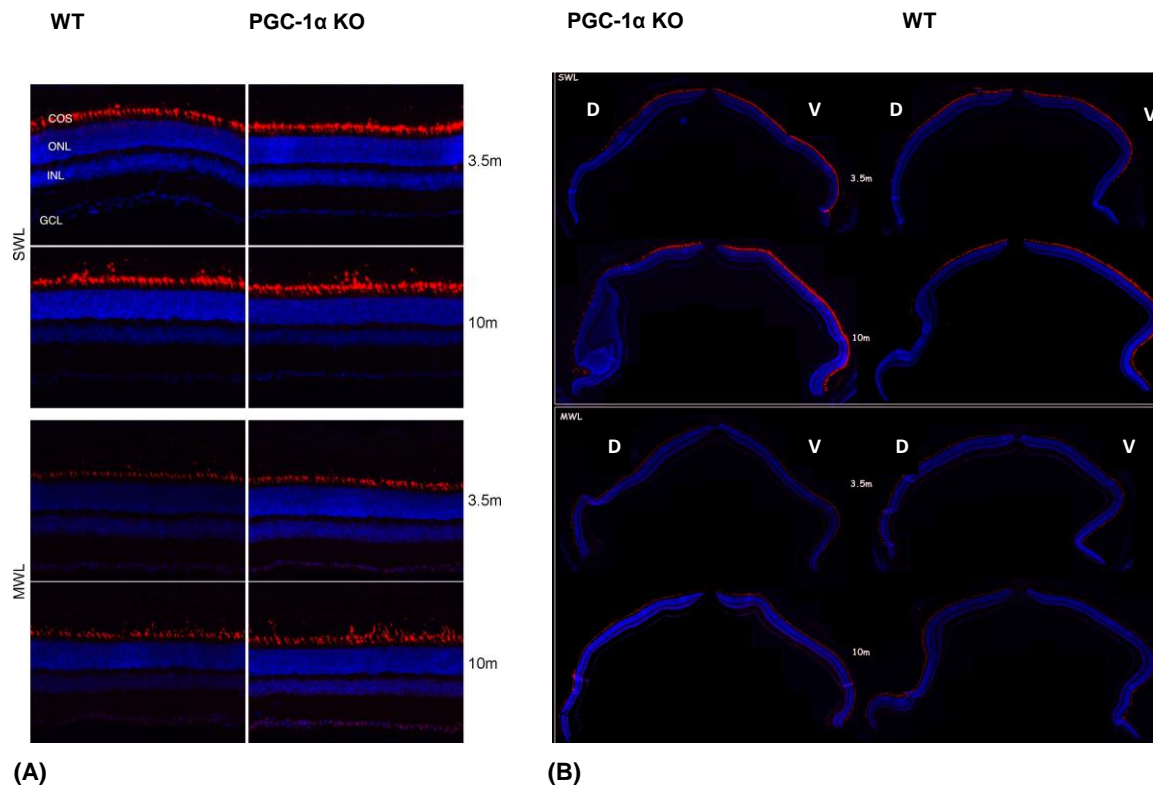 WT PGC-1α KO PGC-1α KO WT
COS
ONL
INL
GCL
SWL
3.5m
10m
MWL
3.5m
10m
(A)
SWL
D V D V
3.5m
10m
MWL
D V D V
3.5m
10m
(B)